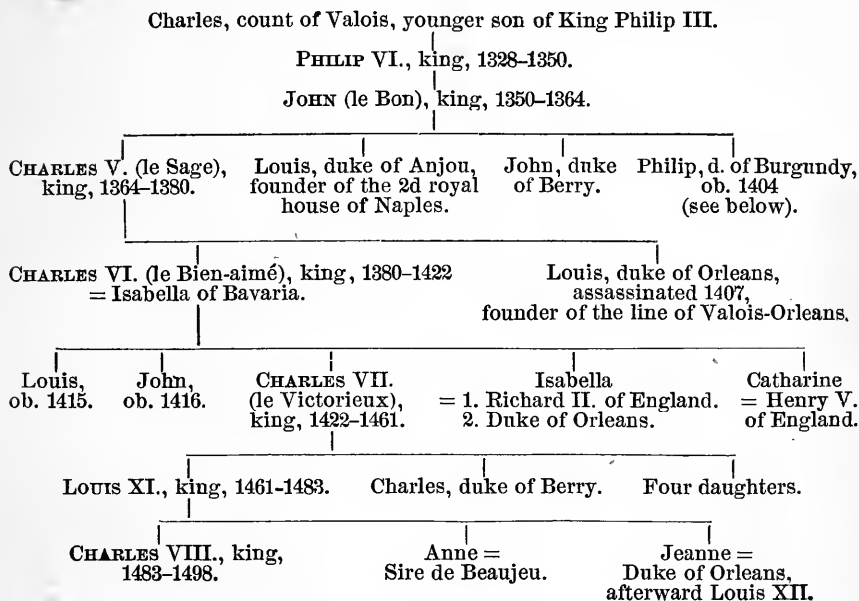 Charles, count of Valois, younger son of King Philip III.
PHILIP VI., king, 1328–1350.
JOHN (le Bon), king, 1350–1364.
CHARLES V. (le Sage), king, 1364–1380.
Louis, duke of Anjou, founder of the 2d royal house of Naples.
John, duke of Berry.
Philip, d. of Burgundy, ob. 1404 (see below).
CHARLES VI. (le Bien-aimé), king, 1380–1422
= Isabella of Bavaria.
Louis, duke of Orleans,
assassinated 1407,
founder of the line of Valois-Orleans.
Louis,
ob. 1415.
John,
ob. 1416.
CHARLES VII.
(le Victorieux),
king, 1422–1461.
Isabella
= 1. Richard II. of England.
2. Duke of Orleans.
Catharine
= Henry V.
of England.
LOUIS XI., king, 1461-1483.
Charles, duke of Berry.
Four daughters.
CHARLES VIII., king,
1483–1498.
Anne =
Sire de Beaujeu.
Jeanne =
Duke of Orleans,
afterward Louis XII.